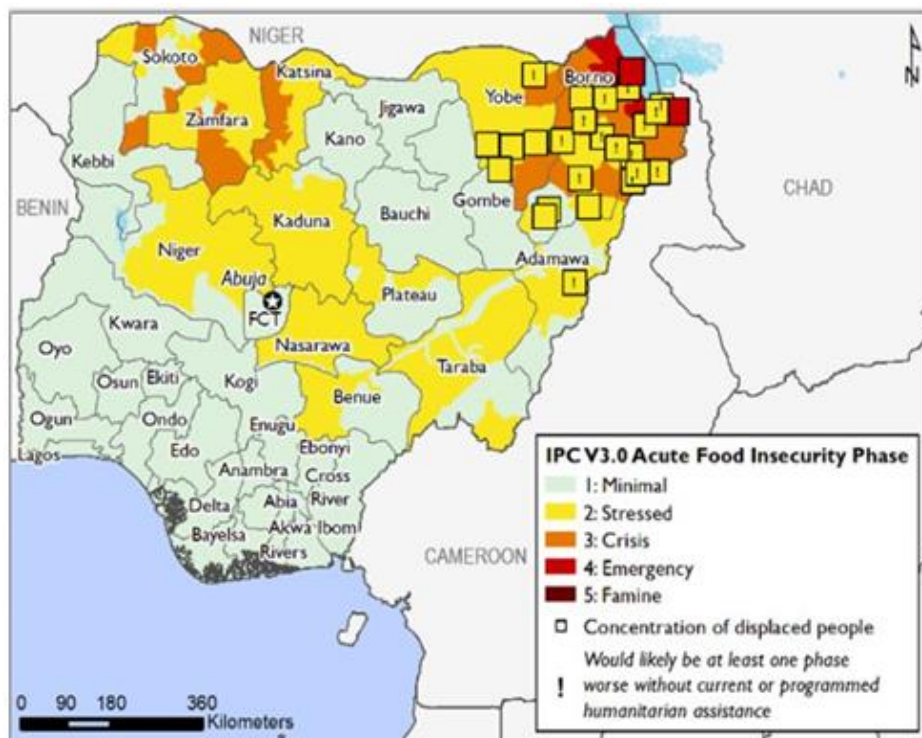 NIGER
N
Sokoto
Katsina
Borno
Yobe
Jigawa
Zamfara
Kano
Kebbi
CHAD
BENIN
Gombe
Bauchi
Kaduna
Niger
Adamawa
Abuja
Plateau
FCT
Kwara
Nasarawa
Oyo
Taraba
Osun
Ekiti
Kogi
Benue
Ogun
Ondo
Enugu
Ebonyi
Lagos
Edo
Anambra
Cross
River
Delta
Abia
Bayelsa
Akwa Ibom
Rivers
CAMEROON
IPC V3.0 Acute Food Insecurity Phase
1: Minimal
2: Stressed
3: Crisis
4: Emergency
5: Famine
Concentration of displaced people
Would likely be at least one phase
! worse without current or programmed
humanitarian assistance
0 90 180 360
Kilometers